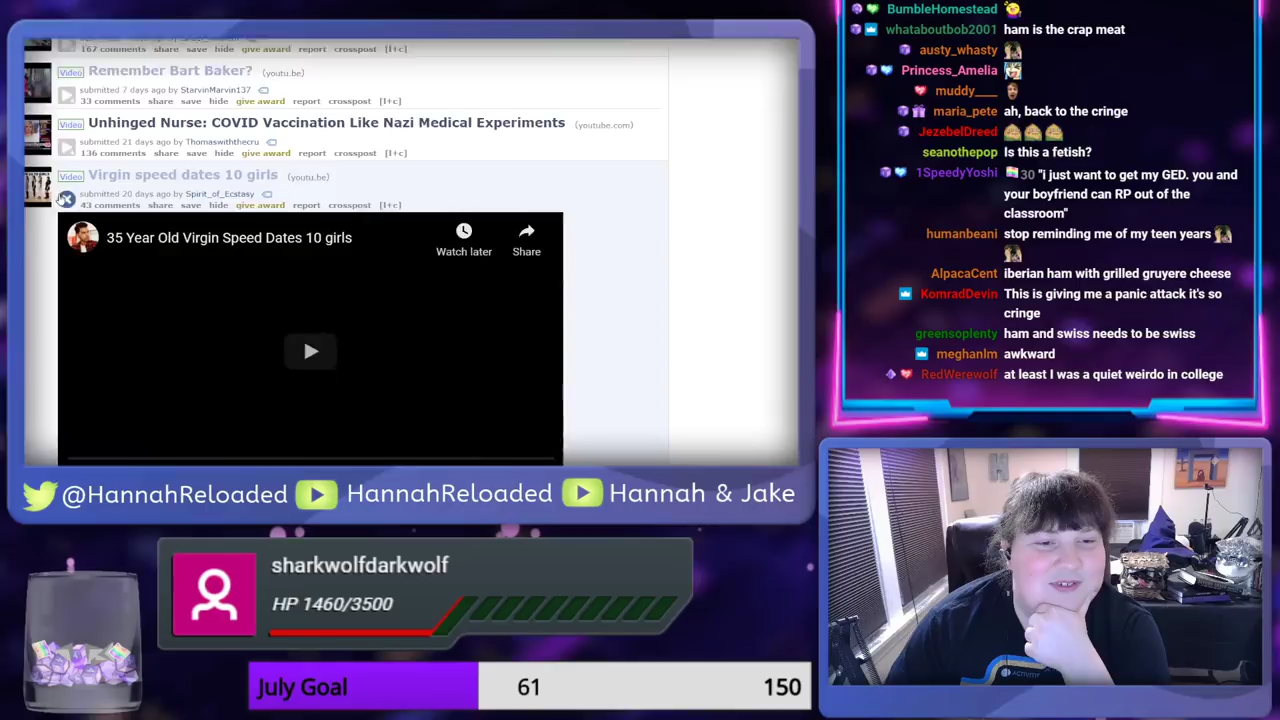 167 comments share save hide give award report crosspost [l+c]
Video Remember Bart Baker? (youtu.be)
submitted 7 days ago by StarvinMarvin137
33 comments share save hide give award report crosspost [l+c]
Video Unhinged Nurse: COVID Vaccination Like Nazi Medical Experiments (youtube.com)
submitted 21 days ago by Thomaswiththecru
136 comments share save hide give award report crosspost [l+c]
Video Virgin speed dates 10 girls (youtu.be)
submitted 20 days ago by Spirit_of_Ecstasy
43 comments share save hide give award report crosspost [l+c]
35 Year Old Virgin Speed Dates 10 girls
Watch later
Share
@HannahReloaded HannahReloaded Hannah & Jake
sharkwolfdarkwolf
HP 1460/3500
July Goal 61 150
BumbleHomestead
whataboutbob2001 ham is the crap meat
austy_whasty
Princess_Amelia
muddy____
maria_pete ah, back to the cringe
JezebelDreed
seanothepop Is this a fetish?
1SpeedyYoshi 30 "i just want to get my GED. you and
your boyfriend can RP out of the
classroom"
humanbeani stop reminding me of my teen years
AlpacaCent iberian ham with grilled gruyere cheese
KomradDevin This is giving me a panic attack it's so
cringe
greensoplenty ham and swiss needs to be swiss
meghanlm awkward
RedWerewolf at least I was a quiet weirdo in college